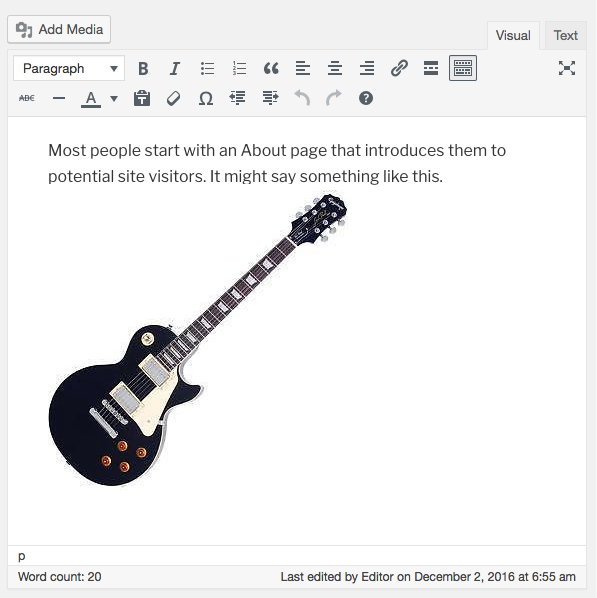 Add Media
Visual Text
Paragraph B I
ABC A Ω ?
Most people start with an About page that introduces them to
potential site visitors. It might say something like this.
Epiphone
p
Word count: 20 Last edited by Editor on December 2, 2016 at 6:55 am